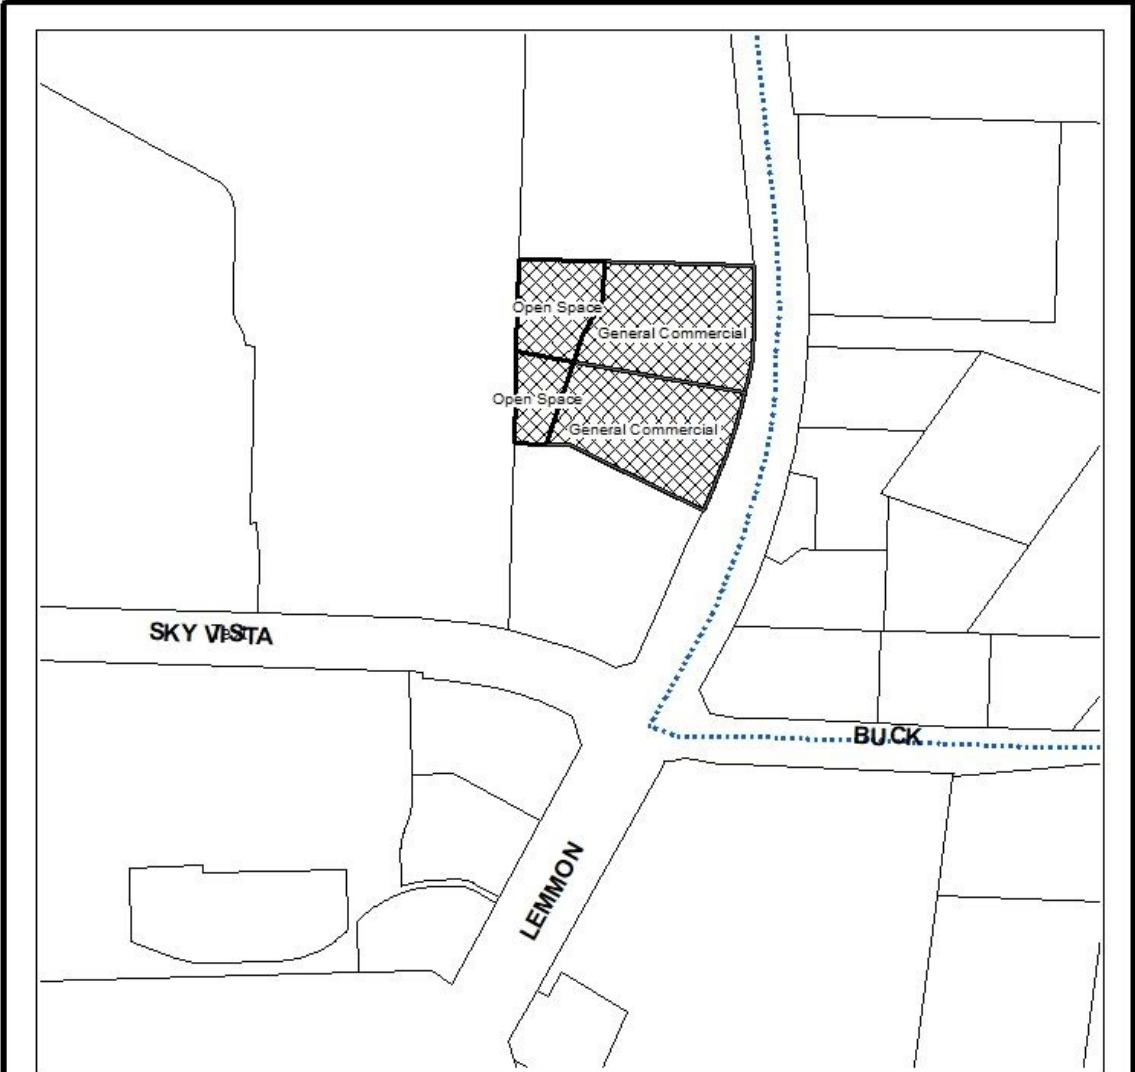 Open Space
General Commercial
Open Space
General Commercial
SKY VISTA
BUCK
LEMMON